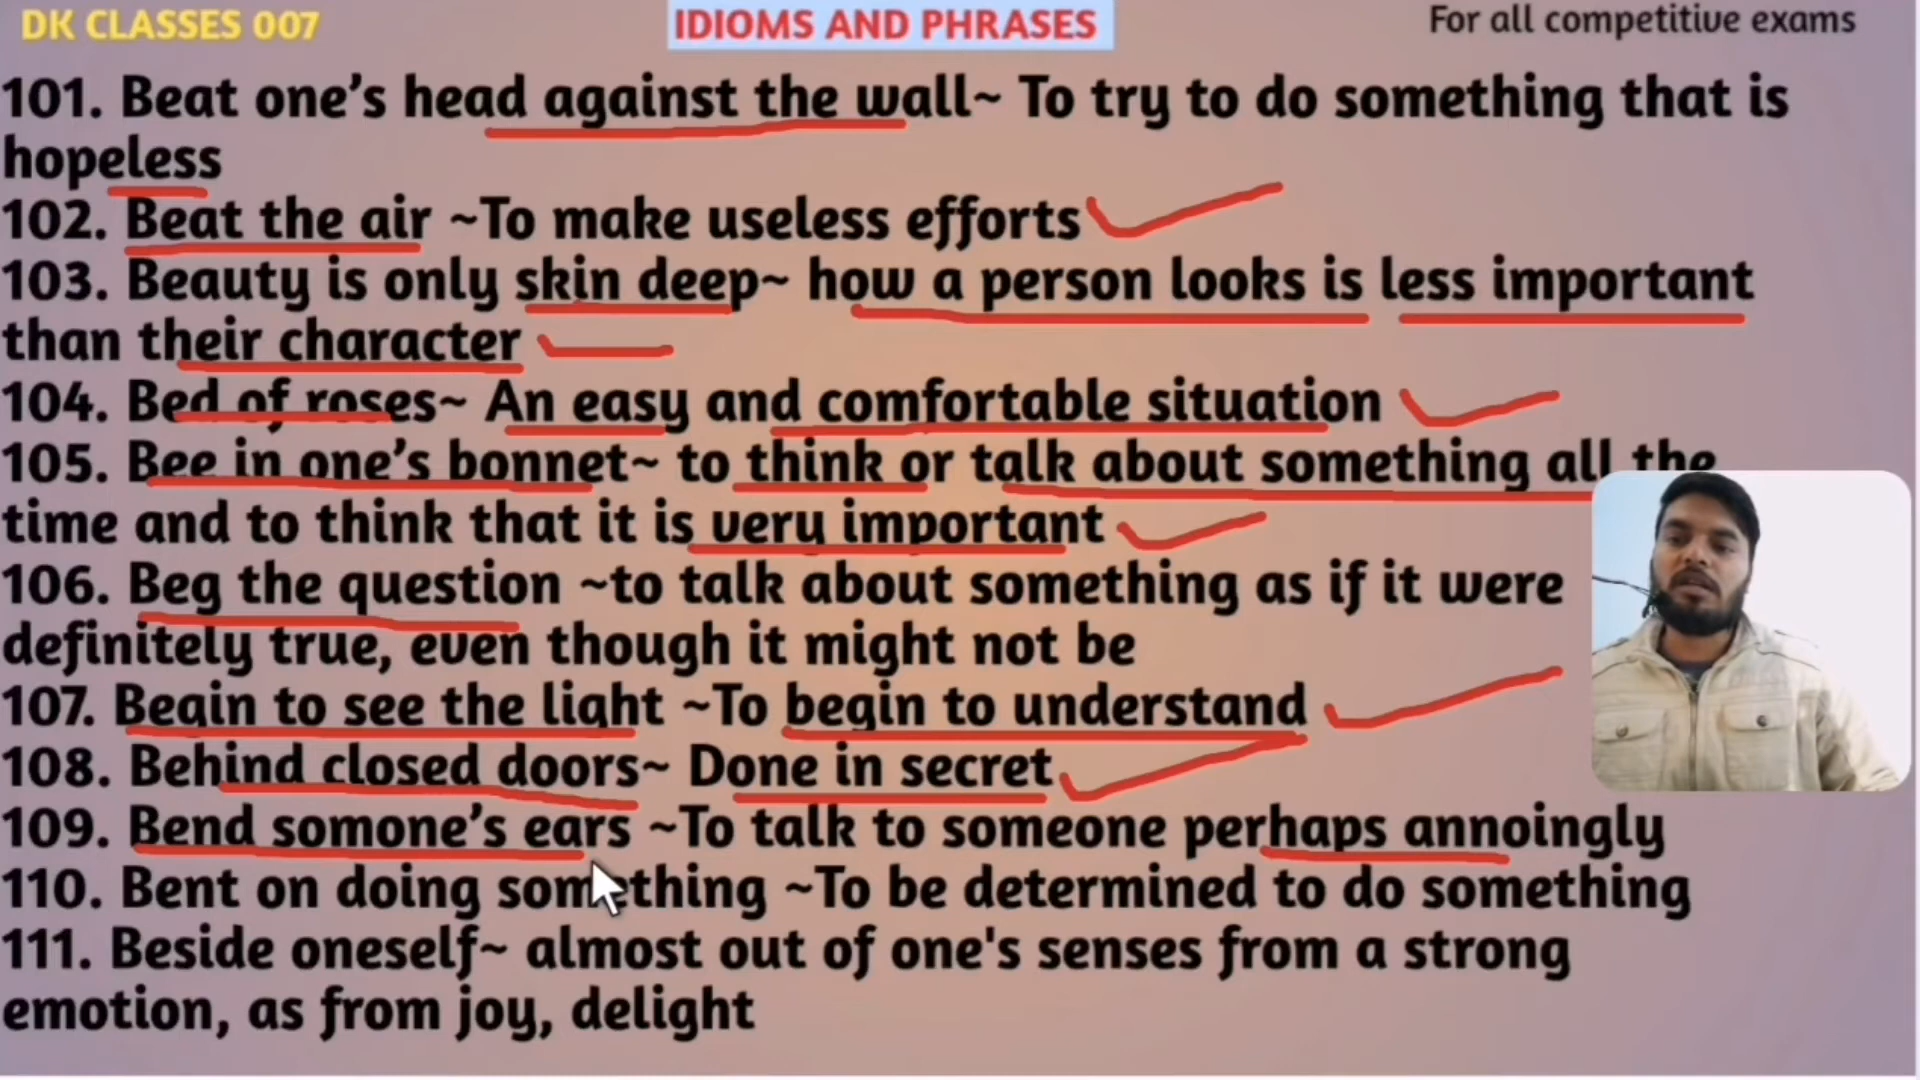 DK CLASSES 007
IDIOMS AND PHRASES
For all competitive exams
101. Beat one’s head against the wall~ To try to do something that is
hopeless
102. Beat the air ~To make useless efforts
103. Beauty is only skin deep~ how a person looks is less important
than their character
104. Bed of roses~ An easy and comfortable situation
105. Bee in one’s bonnet~ to think or talk about something all the
time and to think that it is very important
106. Beg the question ~to talk about something as if it were
definitely true, even though it might not be
107. Begin to see the light ~To begin to understand
108. Behind closed doors~ Done in secret
109. Bend somone’s ears ~To talk to someone perhaps annoingly
110. Bent on doing something ~To be determined to do something
111. Beside oneself~ almost out of one's senses from a strong
emotion, as from joy, delight